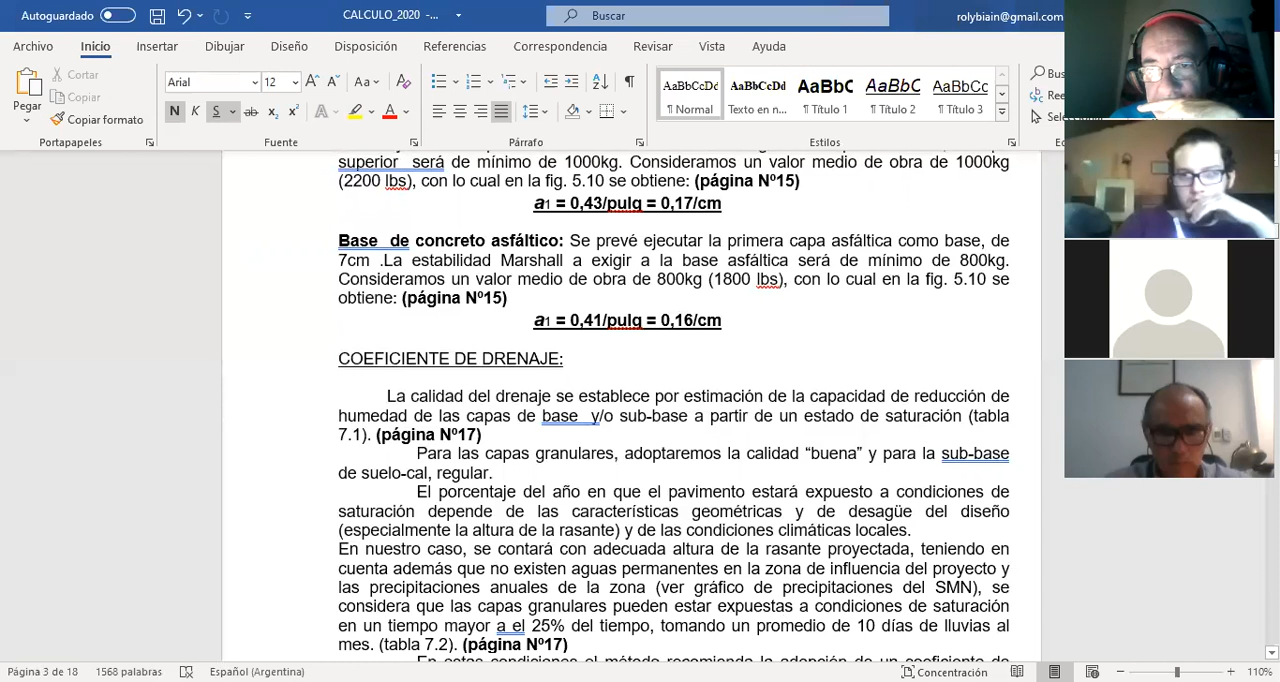 Autoguardado
CALCULO_2020 -...
Buscar
rolybiain@gmail.com
Archivo Inicio Insertar Dibujar Diseño Disposición Referencias Correspondencia Revisar Vista Ayuda
Pegar
Cortar
Copiar
Copiar formato
Portapapeles
Arial 12
N K S ab x₂ x²
Fuente
Párrafo
AaBbCcDd AaBbCcDd AaBbC AaBbC AaBbCc
¶ Normal Texto en n... ¶ Título 1 ¶ Título 2 ¶ Título 3
Estilos
superior será de mínimo de 1000kg. Consideramos un valor medio de obra de 1000kg
(2200 lbs), con lo cual en la fig. 5.10 se obtiene: (página Nº15)
a1 = 0,43/pulg = 0,17/cm
Base de concreto asfáltico: Se prevé ejecutar la primera capa asfáltica como base, de
7cm .La estabilidad Marshall a exigir a la base asfáltica será de mínimo de 800kg.
Consideramos un valor medio de obra de 800kg (1800 lbs), con lo cual en la fig. 5.10 se
obtiene: (página Nº15)
a1 = 0,41/pulg = 0,16/cm
COEFICIENTE DE DRENAJE:
La calidad del drenaje se establece por estimación de la capacidad de reducción de
humedad de las capas de base y/o sub-base a partir de un estado de saturación (tabla
7.1). (página Nº17)
Para las capas granulares, adoptaremos la calidad “buena” y para la sub-base
de suelo-cal, regular.
El porcentaje del año en que el pavimento estará expuesto a condiciones de
saturación depende de las características geométricas y de desagüe del diseño
(especialmente la altura de la rasante) y de las condiciones climáticas locales.
En nuestro caso, se contará con adecuada altura de la rasante proyectada, teniendo en
cuenta además que no existen aguas permanentes en la zona de influencia del proyecto y
las precipitaciones anuales de la zona (ver gráfico de precipitaciones del SMN), se
considera que las capas granulares pueden estar expuestas a condiciones de saturación
en un tiempo mayor a el 25% del tiempo, tomando un promedio de 10 días de lluvias al
mes. (tabla 7.2). (página Nº17)
En estas condiciones el método recomienda la adopción de un coeficiente de
Página 3 de 18 1568 palabras Español (Argentina) Concentración 110%